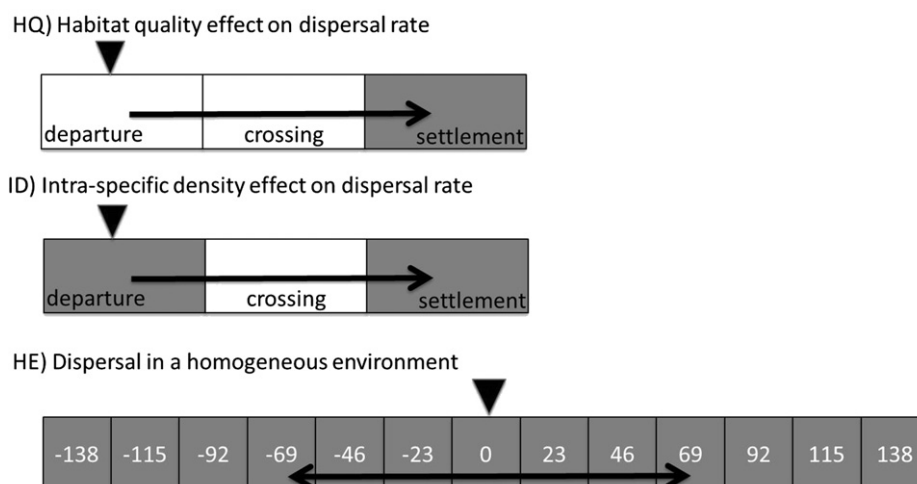 HQ) Habitat quality effect on dispersal rate
departure crossing settlement
ID) Intra-specific density effect on dispersal rate
departure crossing settlement
HE) Dispersal in a homogeneous environment
-138 -115 -92 -69 -46 -23 0 23 46 69 92 115 138